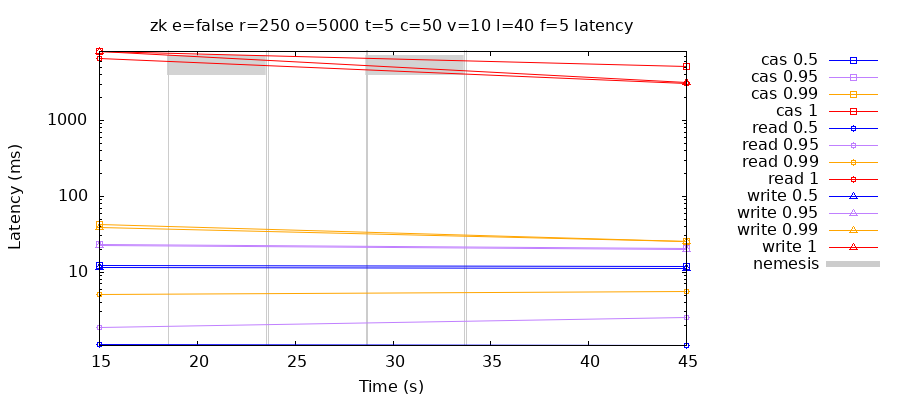 zk e=false r=250 o=5000 t=5 c=50 v=10 l=40 f=5 latency
Latency (ms)
1000
100
10
15 20 25 30 35 40 45
Time (s)
cas 0.5
cas 0.95
cas 0.99
cas 1
read 0.5
read 0.95
read 0.99
read 1
write 0.5
write 0.95
write 0.99
write 1
nemesis